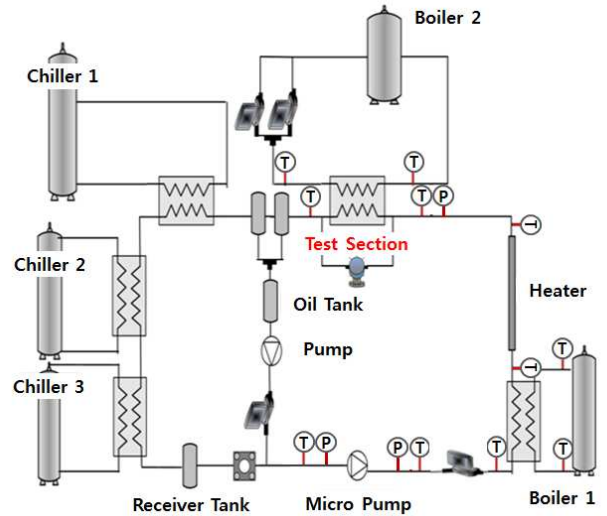 Boiler 2
Chiller 1
T
T
T
T
P
T
Test Section
Chiller 2
Oil Tank
Heater
Pump
T
T
Chiller 3
T
P
P
T
T
T
Receiver Tank
Micro Pump
Boiler 1